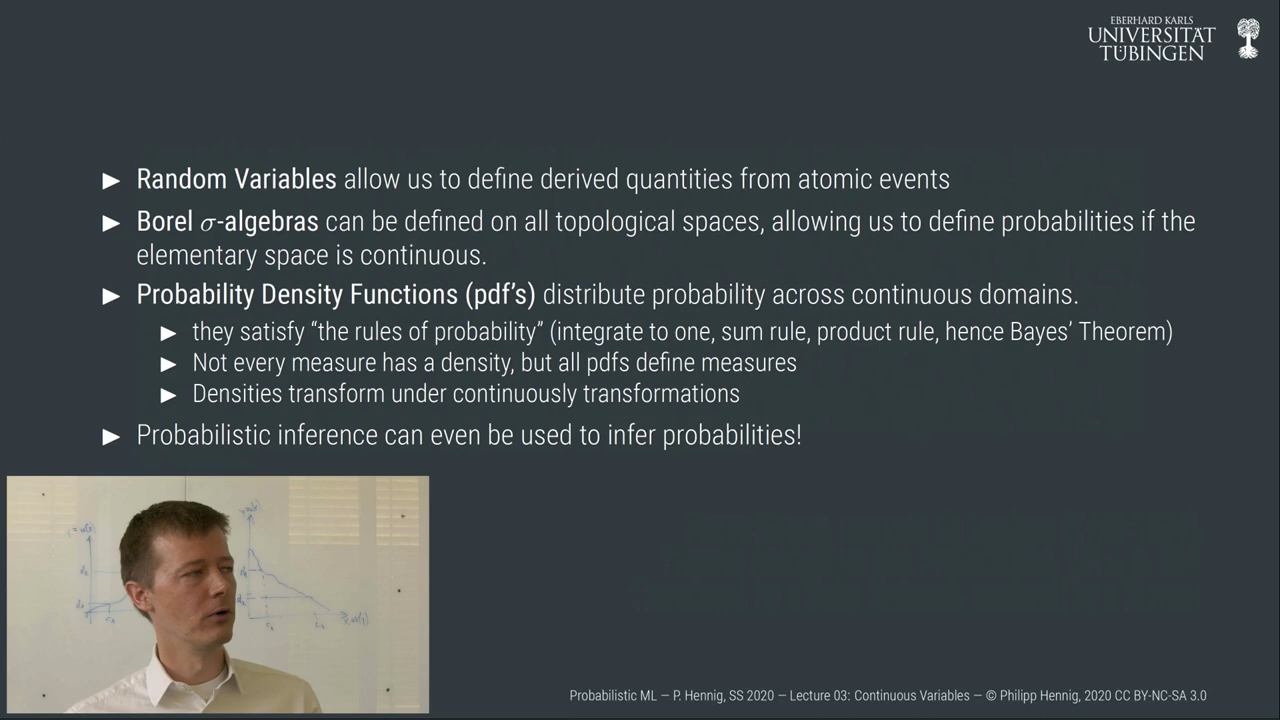 EBERHARD KARLS
UNIVERSITÄT
TÜBINGEN
► Random Variables allow us to define derived quantities from atomic events
► Borel σ-algebras can be defined on all topological spaces, allowing us to define probabilities if the
elementary space is continuous.
► Probability Density Functions (pdf's) distribute probability across continuous domains.
► they satisfy “the rules of probability” (integrate to one, sum rule, product rule, hence Bayes' Theorem)
► Not every measure has a density, but all pdfs define measures
► Densities transform under continuously transformations
► Probabilistic inference can even be used to infer probabilities!
Probabilistic ML — P. Hennig, SS 2020 — Lecture 03: Continuous Variables — © Philipp Hennig, 2020 CC BY-NC-SA 3.0